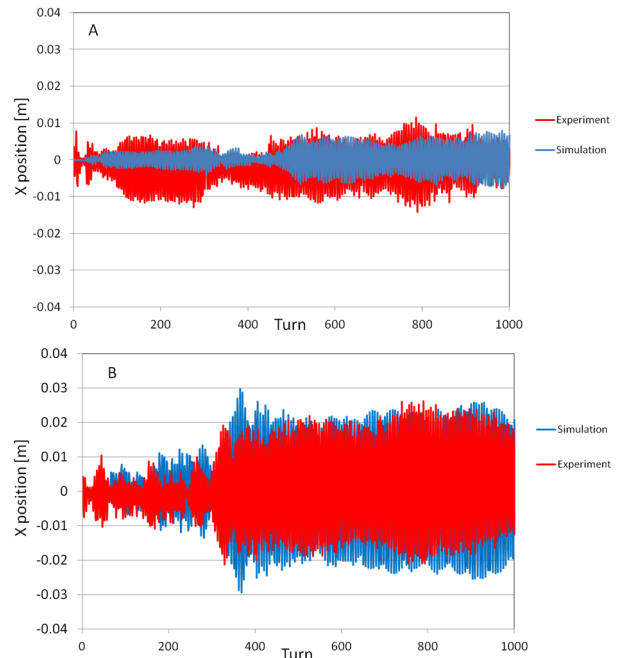 0.04
A
0.03
0.02
0.01
0
-0.01
-0.02
-0.03
-0.04
X position [m]
0 200 400 600 800 1000
Turn
Experiment
Simulation
0.04
B
0.03
0.02
0.01
0
-0.01
-0.02
-0.03
-0.04
X position [m]
0 200 400 600 800 1000
Turn
Simulation
Experiment